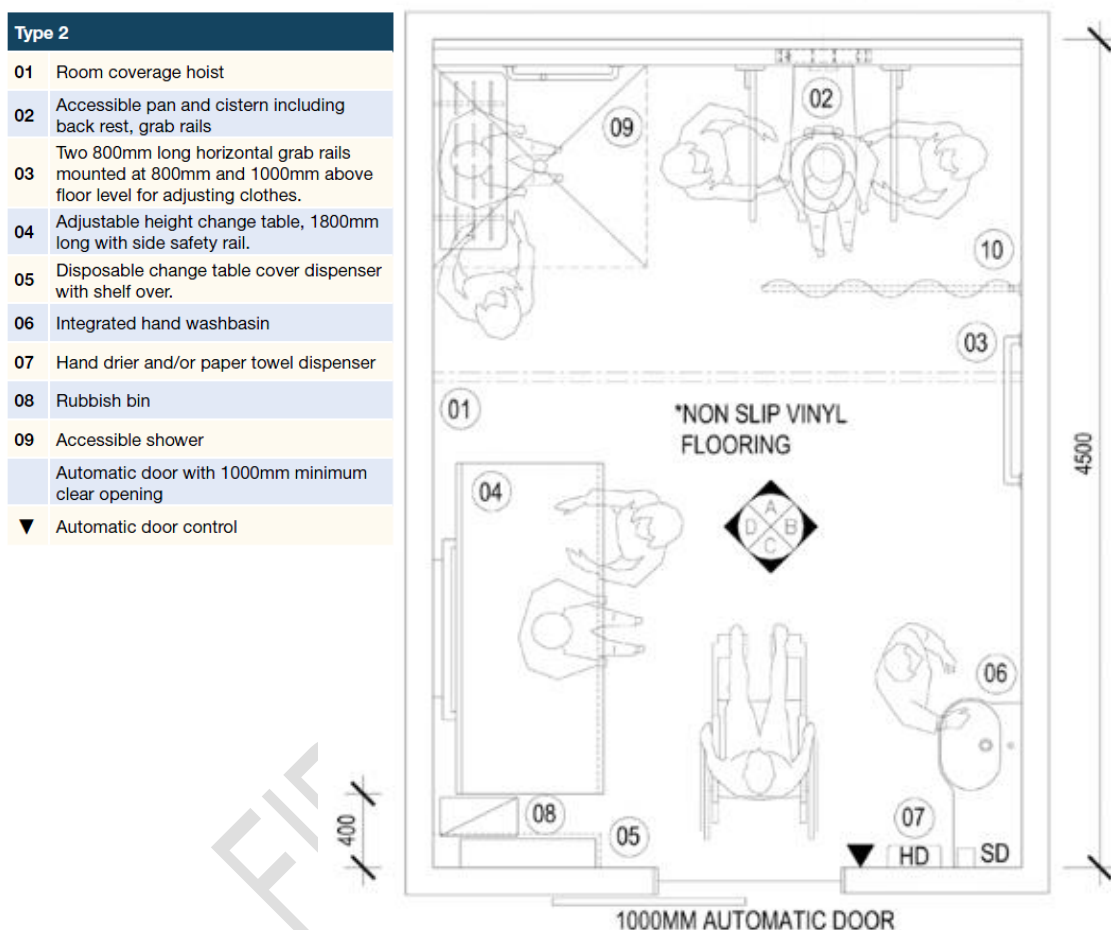 Type 2
01 Room coverage hoist
02 Accessible pan and cistern including
back rest, grab rails
03 Two 800mm long horizontal grab rails
mounted at 800mm and 1000mm above
floor level for adjusting clothes.
04 Adjustable height change table, 1800mm
long with side safety rail.
05 Disposable change table cover dispenser
with shelf over.
06 Integrated hand washbasin
07 Hand drier and/or paper towel dispenser
08 Rubbish bin
09 Accessible shower
Automatic door with 1000mm minimum
clear opening
▼ Automatic door control
02
09
10
03
01
*NON SLIP VINYL
FLOORING
4500
04
A
D B
C
06
400
08
05
07
HD
SD
1000MM AUTOMATIC DOOR